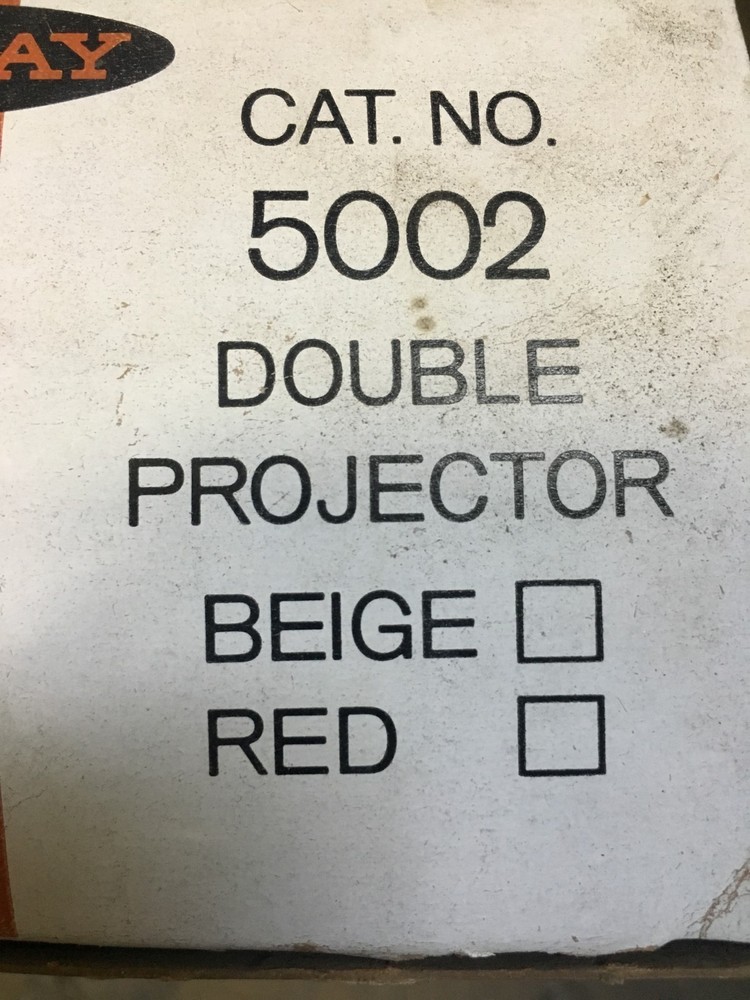 AY
CAT. NO.
5002
DOUBLE
PROJECTOR
BEIGE
RED